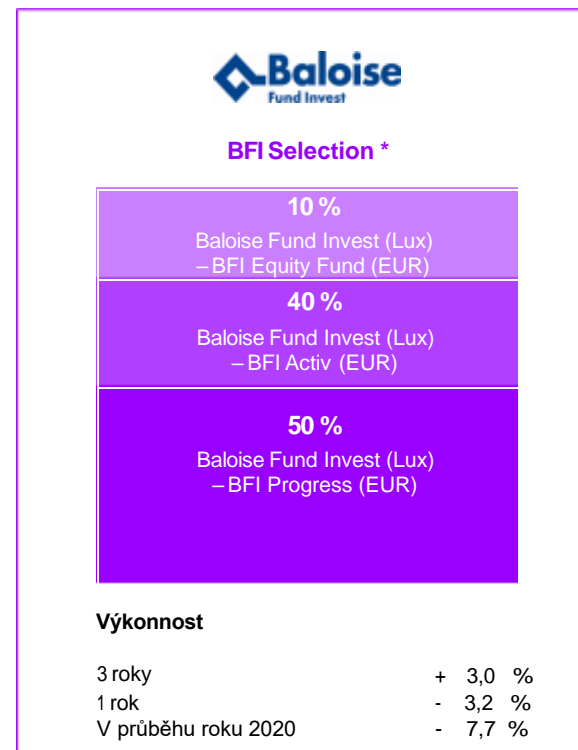 Baloise
Fund Invest
BFI Selection *
10 %
Baloise Fund Invest (Lux)
– BFI Equity Fund (EUR)
40 %
Baloise Fund Invest (Lux)
– BFI Activ (EUR)
50 %
Baloise Fund Invest (Lux)
– BFI Progress (EUR)
Výkonnost
3 roky + 3,0 %
1 rok - 3,2 %
V průběhu roku 2020 - 7,7 %